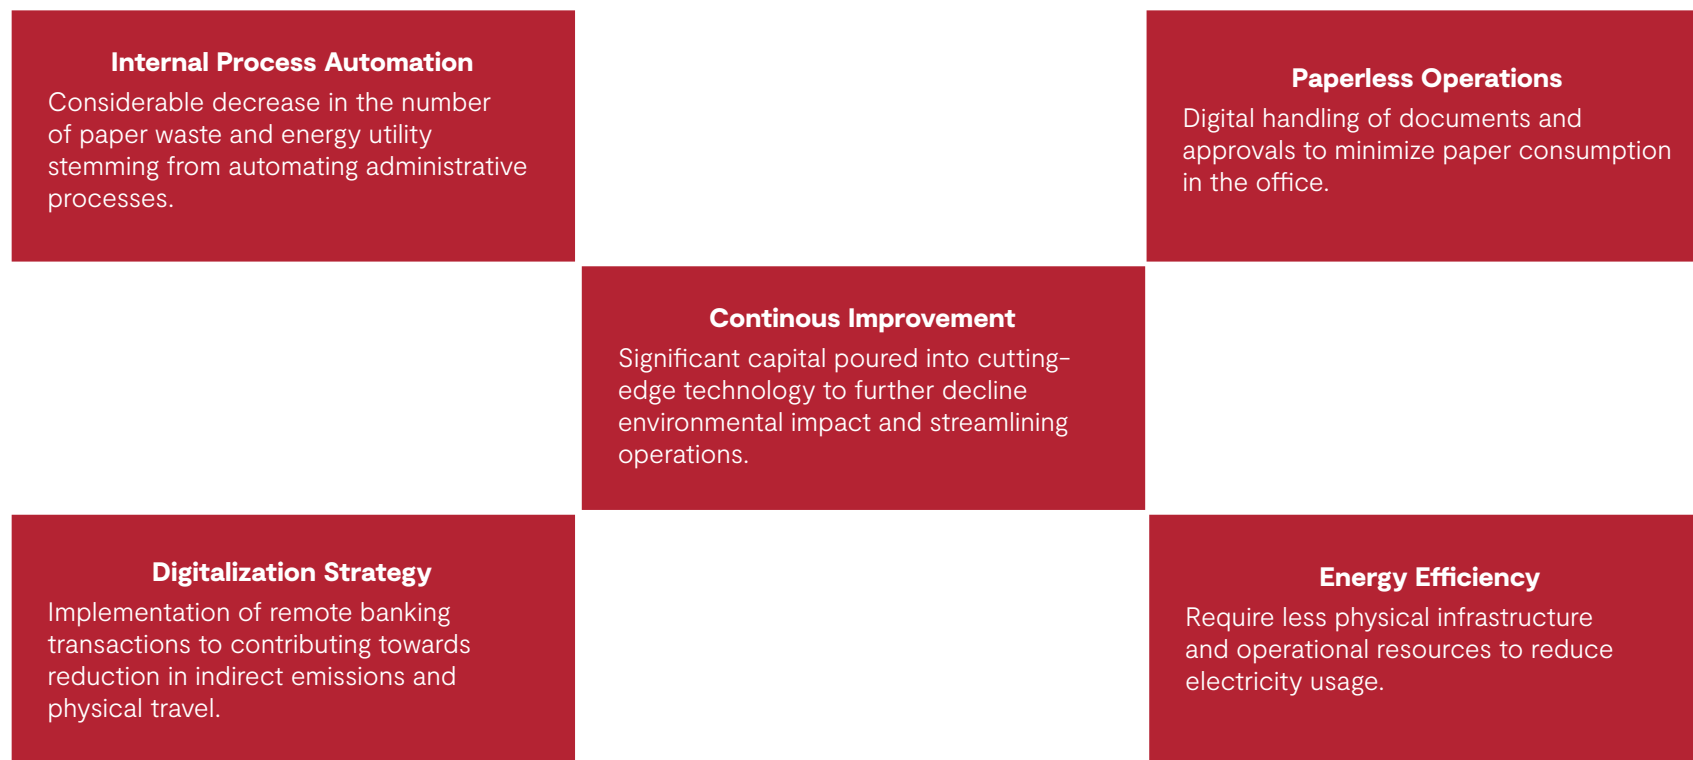 Internal Process Automation
Considerable decrease in the number
of paper waste and energy utility
stemming from automating administrative
processes.
Paperless Operations
Digital handling of documents and
approvals to minimize paper consumption
in the office.
Continous Improvement
Significant capital poured into cutting-
edge technology to further decline
environmental impact and streamlining
operations.
Digitalization Strategy
Implementation of remote banking
transactions to contributing towards
reduction in indirect emissions and
physical travel.
Energy Efficiency
Require less physical infrastructure
and operational resources to reduce
electricity usage.